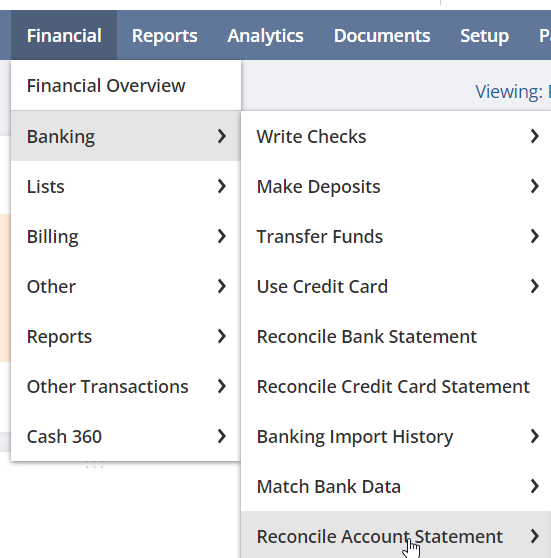 Financial Reports Analytics Documents Setup
Financial Overview
Viewing:
Banking
Write Checks
Lists
Make Deposits
Billing
Transfer Funds
Other
Use Credit Card
Reports
Reconcile Bank Statement
Other Transactions
Reconcile Credit Card Statement
Cash 360
Banking Import History
Match Bank Data
Reconcile Account Statement